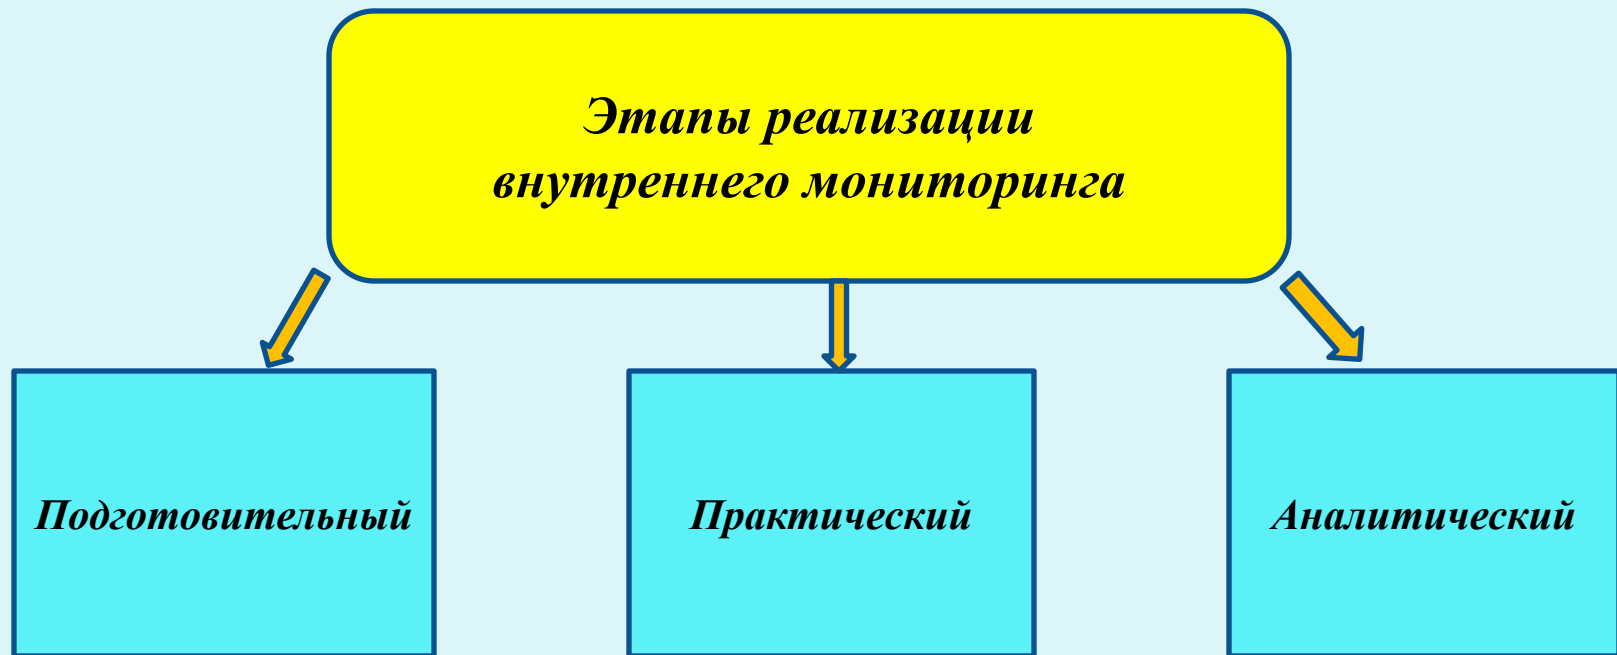 Этапы реализации
внутреннего мониторинга
Подготовительный
Практический
Аналитический